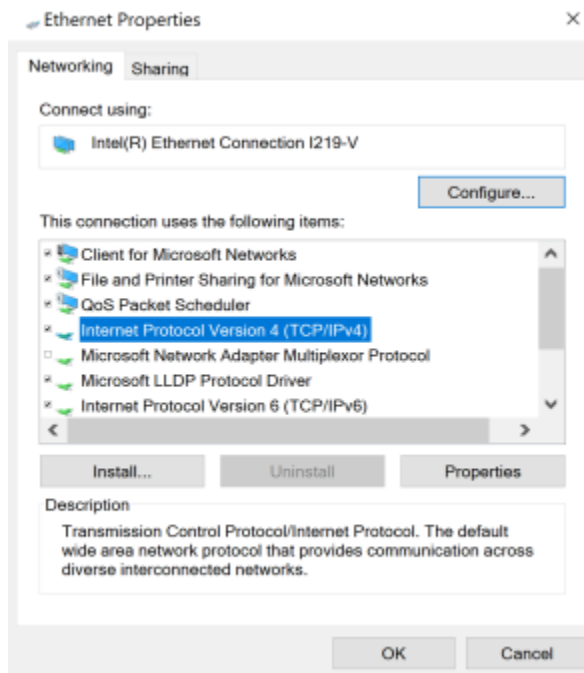 Ethernet Properties
Networking
Sharing
Connect using:
Intel(R) Ethernet Connection I219-V
Configure...
This connection uses the following items:
Client for Microsoft Networks
File and Printer Sharing for Microsoft Networks
QoS Packet Scheduler
Internet Protocol Version 4 (TCP/IPv4)
Microsoft Network Adapter Multiplexor Protocol
Microsoft LLDP Protocol Driver
Internet Protocol Version 6 (TCP/IPv6)
Install...
Uninstall
Properties
Description
Transmission Control Protocol/Internet Protocol. The default
wide area network protocol that provides communication across
diverse interconnected networks.
OK
Cancel